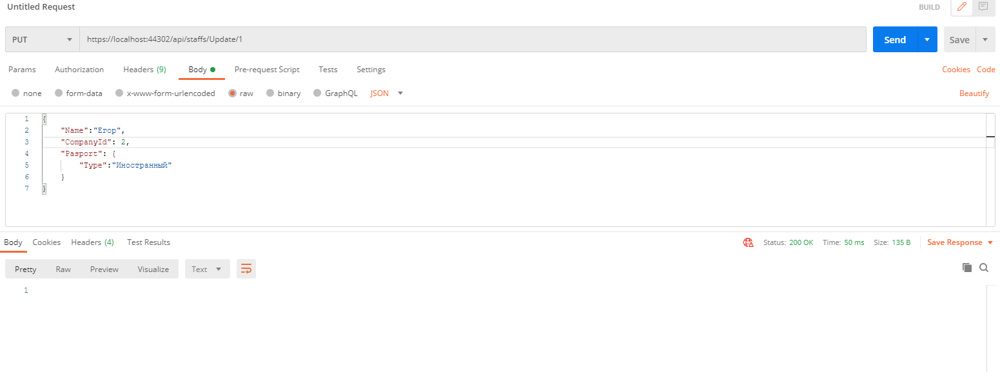 Untitled Request
BUILD
PUT
https://localhost:44302/api/staffs/Update/1
Send
Save
Params Authorization Headers (9) Body Pre-request Script Tests Settings
Cookies Code
none form-data x-www-form-urlencoded raw binary GraphQL JSON
Beautify
1 {
2 "Name":"Егор",
3 "CompanyId": 2,
4 "Pasport": {
5 "Type":"Иностранный"
6 }
7 }
Body Cookies Headers (4) Test Results
Status: 200 OK Time: 50 ms Size: 135 B Save Response
Pretty Raw Preview Visualize Text
1